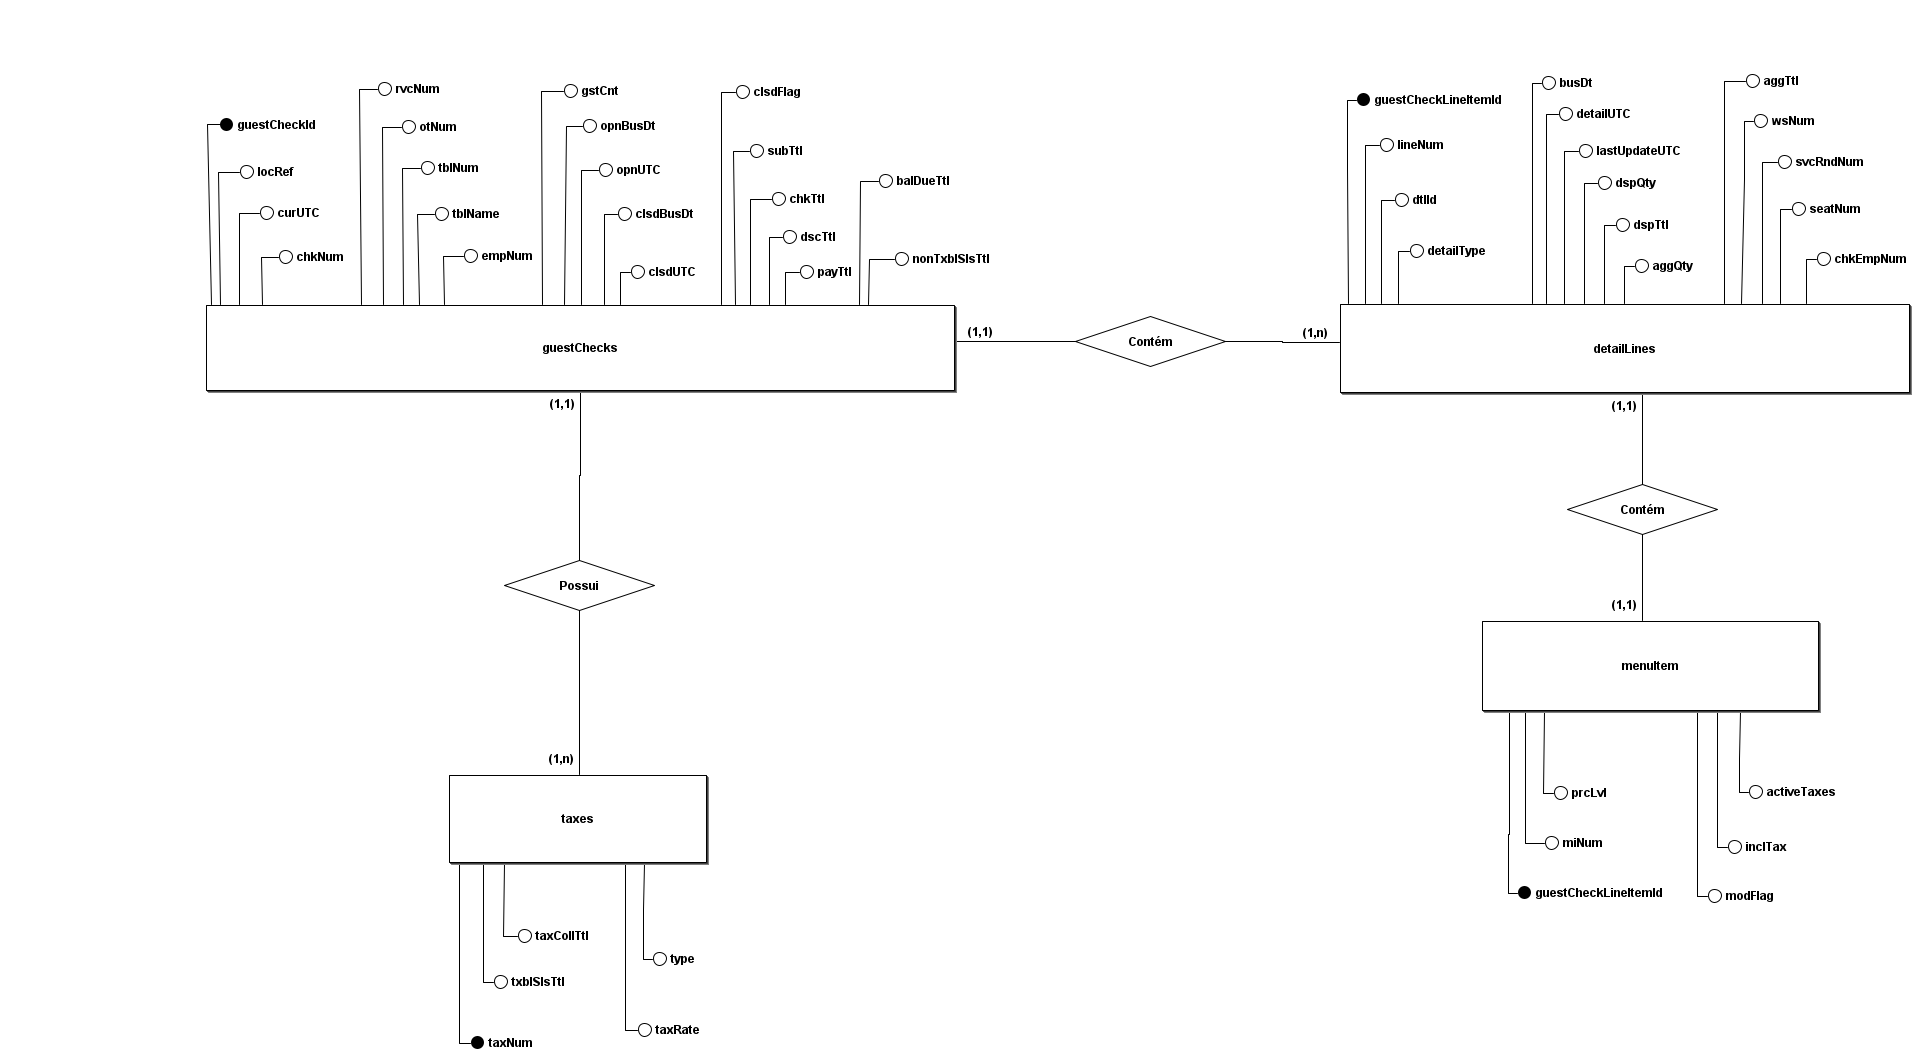 guestCheckId
locRef
curUTC
chkNum
rvcNum
otNum
tblNum
tblName
empNum
gstCnt
opnBusDt
opnUTC
clsdBusDt
clsdUTC
clsdFlag
subTtl
chkTtl
dscTtl
payTtl
balDueTtl
nonTxblSlsTtl
guestChecks
(1,1)
Contém
(1,n)
guestCheckLineItemId
lineNum
dtlId
detailType
busDt
detailUTC
lastUpdateUTC
dspQty
dspTtl
aggQty
aggTtl
wsNum
svcRndNum
seatNum
chkEmpNum
detailLines
(1,1)
Possui
(1,n)
taxes
taxCollTtl
txblSlsTtl
taxNum
type
taxRate
(1,1)
Contém
(1,1)
menuItem
prcLvl
miNum
guestCheckLineItemId
activeTaxes
inclTax
modFlag